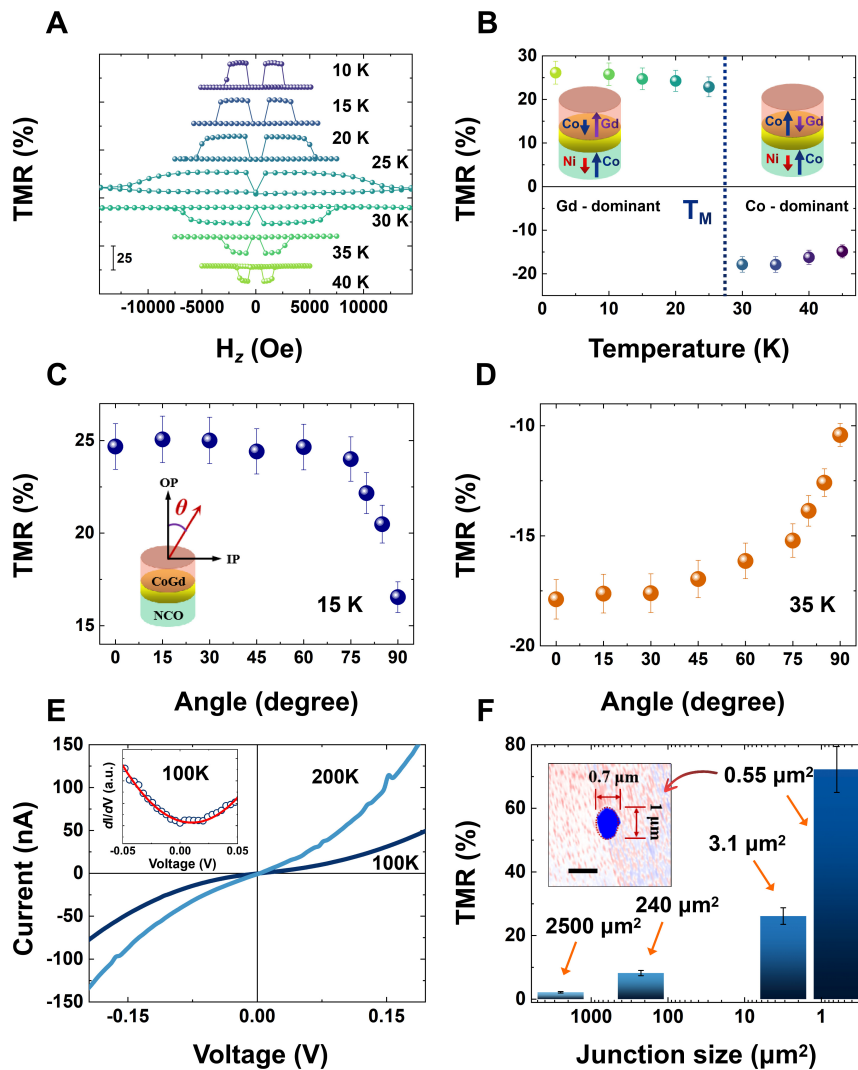 A
TMR (%)
10 K
15 K
20 K
25 K
30 K
35 K
40 K
25
-10000 -5000 0 5000 10000
Hz (Oe)
B
TMR (%)
30
20
10
0
-10
-20
Co Gd
Ni Co
Co Gd
Ni Co
Gd - dominant TM Co - dominant
0 10 20 30 40
Temperature (K)
C
TMR (%)
25
20
15
OP
θ
IP
CoGd
NCO
15 K
0 15 30 45 60 75 90
Angle (degree)
D
TMR (%)
-10
-15
-17
-20
35 K
0 15 30 45 60 75 90
Angle (degree)
E
Current (nA)
150
100
50
0
-50
-100
-150
dI/dV (a.u.)
100K
-0.05 0.00 0.05
Voltage (V)
200K
100K
-0.15 0.00 0.15
Voltage (V)
F
TMR (%)
80
60
40
20
0
0.7 µm
1 µm
0.55 µm²
3.1 µm²
240 µm²
2500 µm²
1000 100 10 1
Junction size (µm²)